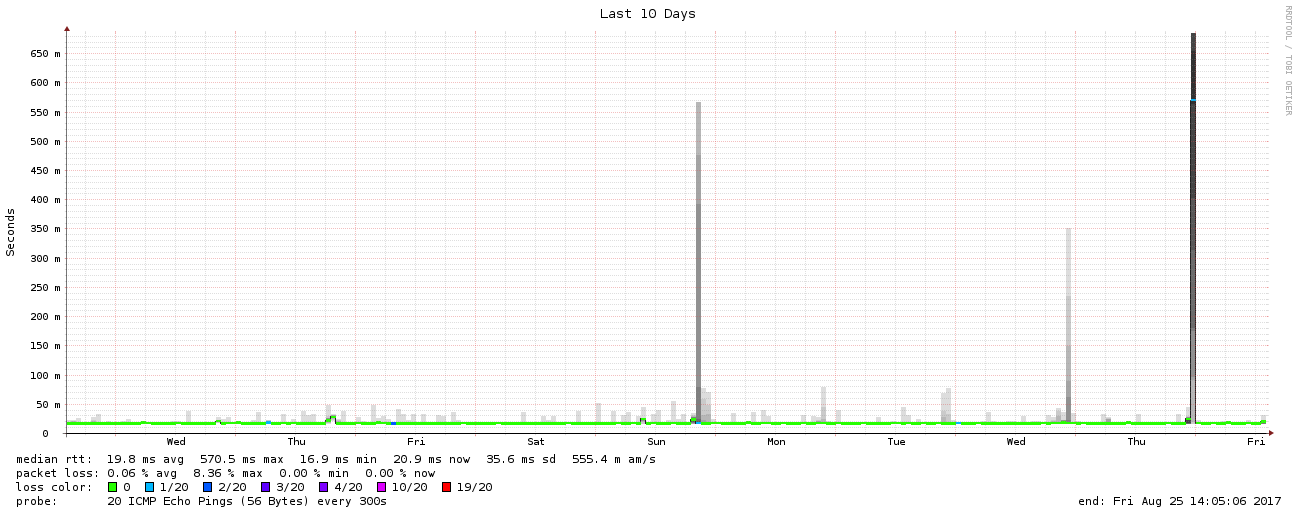 Last 10 Days
RRDTOOL / TOBI OETIKER
Seconds
650 m
600 m
550 m
500 m
450 m
400 m
350 m
300 m
250 m
200 m
150 m
100 m
50 m
0
Wed Thu Fri Sat Sun Mon Tue Wed Thu Fri
median rtt: 19.8 ms avg 570.5 ms max 16.9 ms min 20.9 ms now 35.6 ms sd 555.4 m am/s
packet loss: 0.06 % avg 8.36 % max 0.00 % min 0.00 % now
loss color: 0 1/20 2/20 3/20 4/20 10/20 19/20
probe: 20 ICMP Echo Pings (56 Bytes) every 300s end: Fri Aug 25 14:05:06 2017